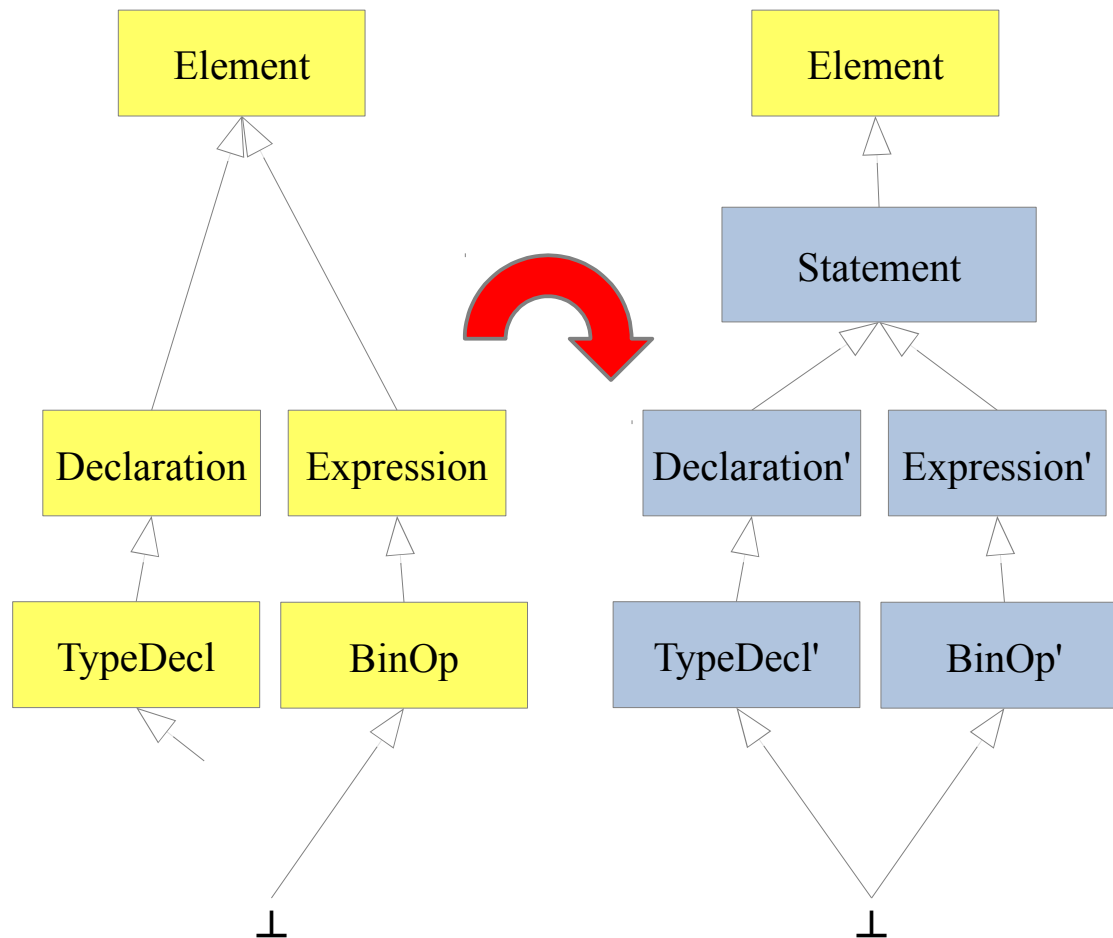 Element
Declaration
Expression
TypeDecl
BinOp
⊥
Element
Statement
Declaration'
Expression'
TypeDecl'
BinOp'
⊥